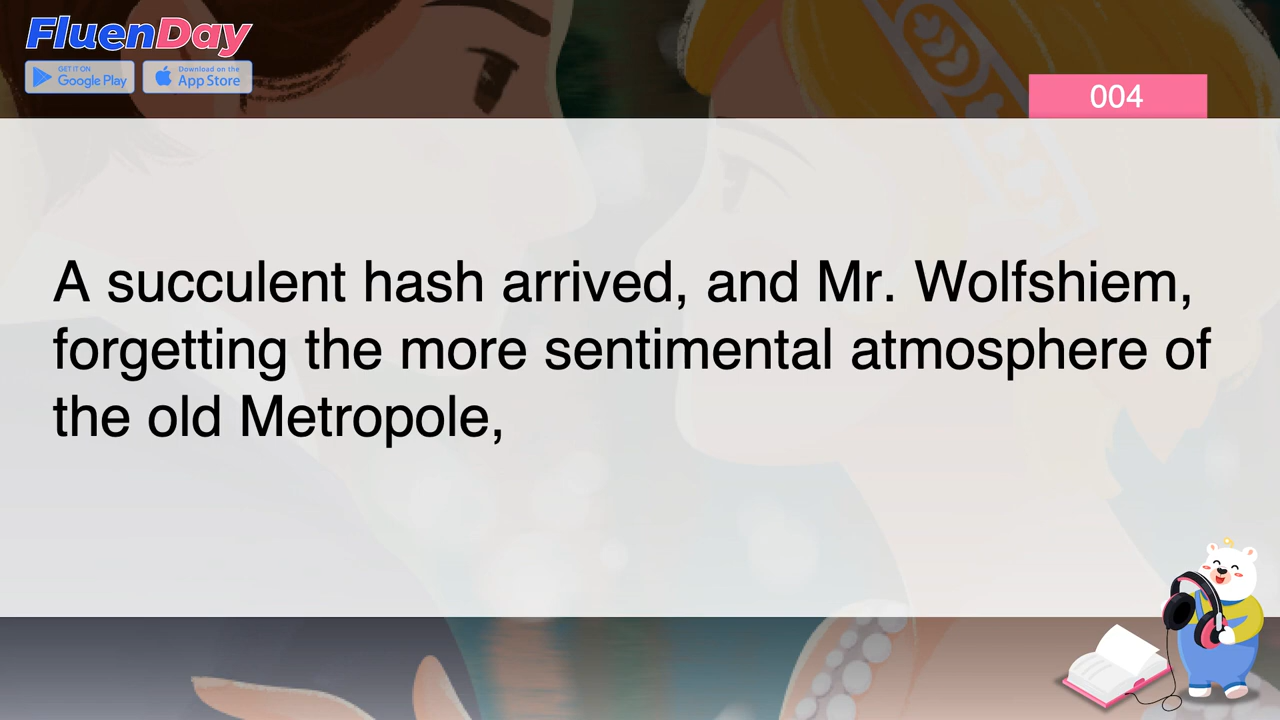 FluenDay
GET IT ON
Google Play
Download on the
App Store
004
A succulent hash arrived, and Mr. Wolfshiem,
forgetting the more sentimental atmosphere of
the old Metropole,